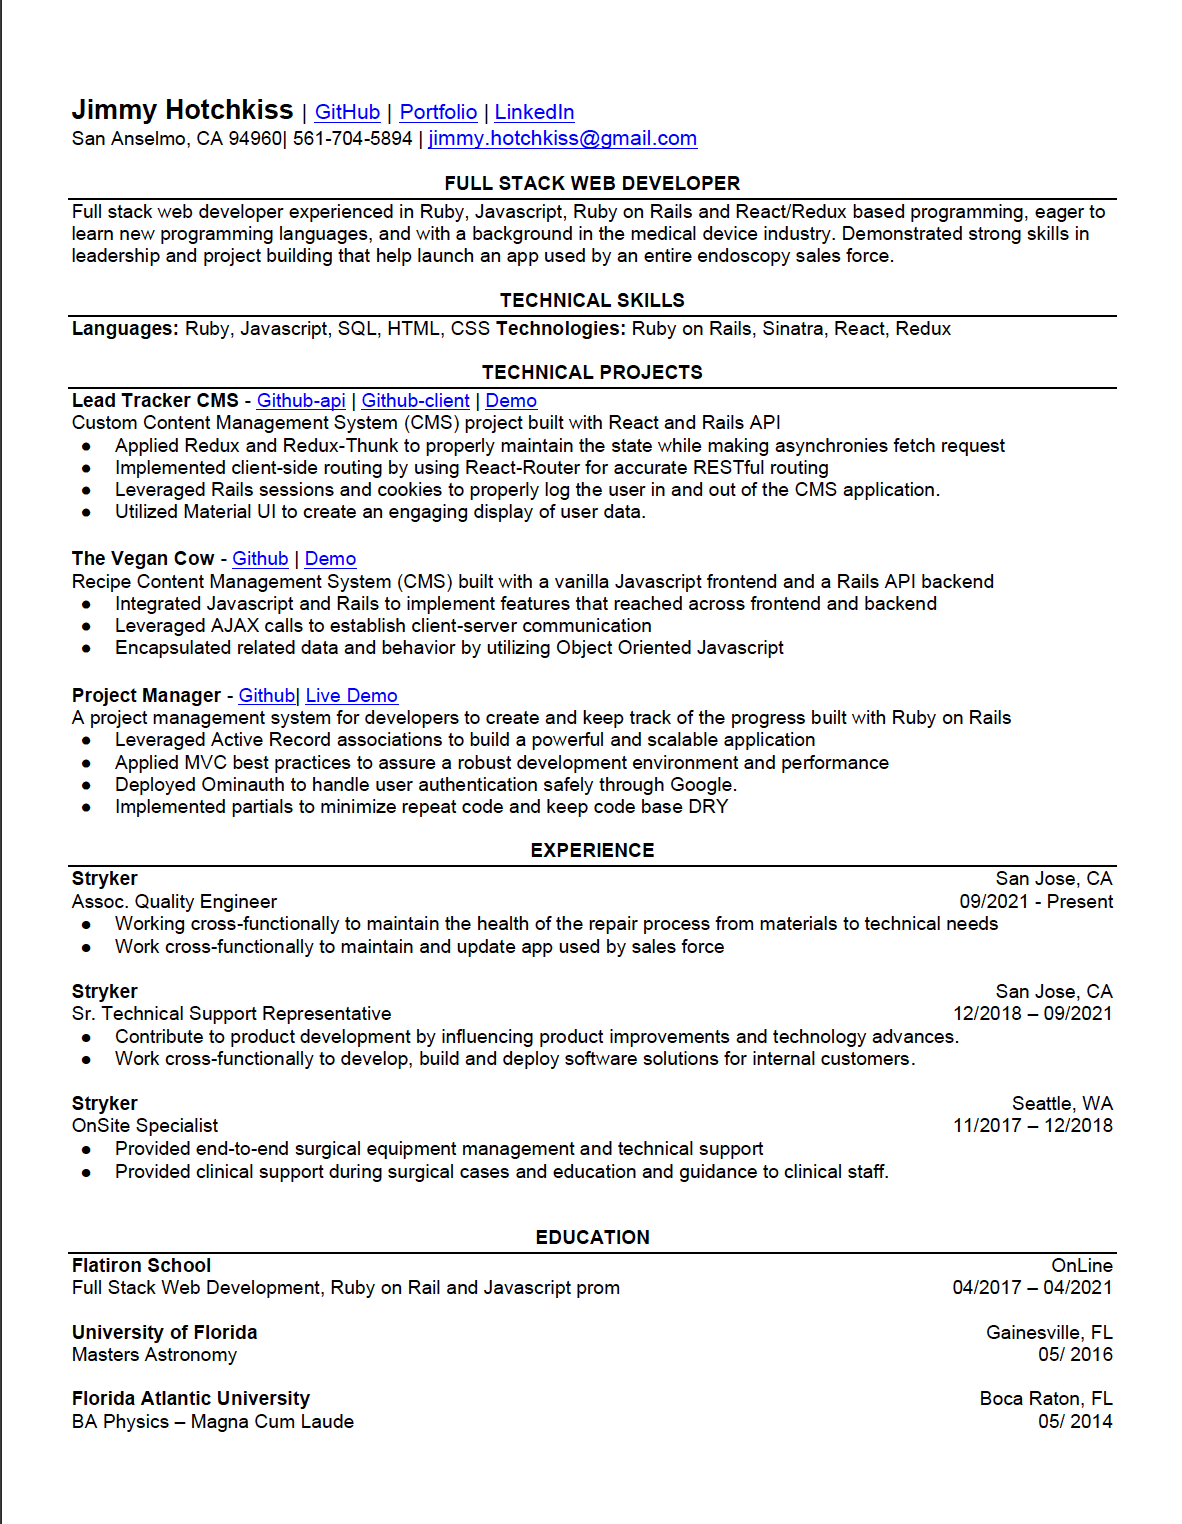 Jimmy Hotchkiss | GitHub | Portfolio | LinkedIn
San Anselmo, CA 94960| 561-704-5894 | jimmy.hotchkiss@gmail.com
FULL STACK WEB DEVELOPER
Full stack web developer experienced in Ruby, Javascript, Ruby on Rails and React/Redux based programming, eager to
learn new programming languages, and with a background in the medical device industry. Demonstrated strong skills in
leadership and project building that help launch an app used by an entire endoscopy sales force.
TECHNICAL SKILLS
Languages: Ruby, Javascript, SQL, HTML, CSS Technologies: Ruby on Rails, Sinatra, React, Redux
TECHNICAL PROJECTS
Lead Tracker CMS - Github-api | Github-client | Demo
Custom Content Management System (CMS) project built with React and Rails API
● Applied Redux and Redux-Thunk to properly maintain the state while making asynchronies fetch request
● Implemented client-side routing by using React-Router for accurate RESTful routing
● Leveraged Rails sessions and cookies to properly log the user in and out of the CMS application.
● Utilized Material UI to create an engaging display of user data.
The Vegan Cow - Github | Demo
Recipe Content Management System (CMS) built with a vanilla Javascript frontend and a Rails API backend
● Integrated Javascript and Rails to implement features that reached across frontend and backend
● Leveraged AJAX calls to establish client-server communication
● Encapsulated related data and behavior by utilizing Object Oriented Javascript
Project Manager - Github| Live Demo
A project management system for developers to create and keep track of the progress built with Ruby on Rails
● Leveraged Active Record associations to build a powerful and scalable application
● Applied MVC best practices to assure a robust development environment and performance
● Deployed Ominauth to handle user authentication safely through Google.
● Implemented partials to minimize repeat code and keep code base DRY
EXPERIENCE
Stryker San Jose, CA
Assoc. Quality Engineer 09/2021 - Present
● Working cross-functionally to maintain the health of the repair process from materials to technical needs
● Work cross-functionally to maintain and update app used by sales force
Stryker San Jose, CA
Sr. Technical Support Representative 12/2018 – 09/2021
● Contribute to product development by influencing product improvements and technology advances.
● Work cross-functionally to develop, build and deploy software solutions for internal customers.
Stryker Seattle, WA
OnSite Specialist 11/2017 – 12/2018
● Provided end-to-end surgical equipment management and technical support
● Provided clinical support during surgical cases and education and guidance to clinical staff.
EDUCATION
Flatiron School OnLine
Full Stack Web Development, Ruby on Rail and Javascript prom 04/2017 – 04/2021
University of Florida Gainesville, FL
Masters Astronomy 05/ 2016
Florida Atlantic University Boca Raton, FL
BA Physics – Magna Cum Laude 05/ 2014